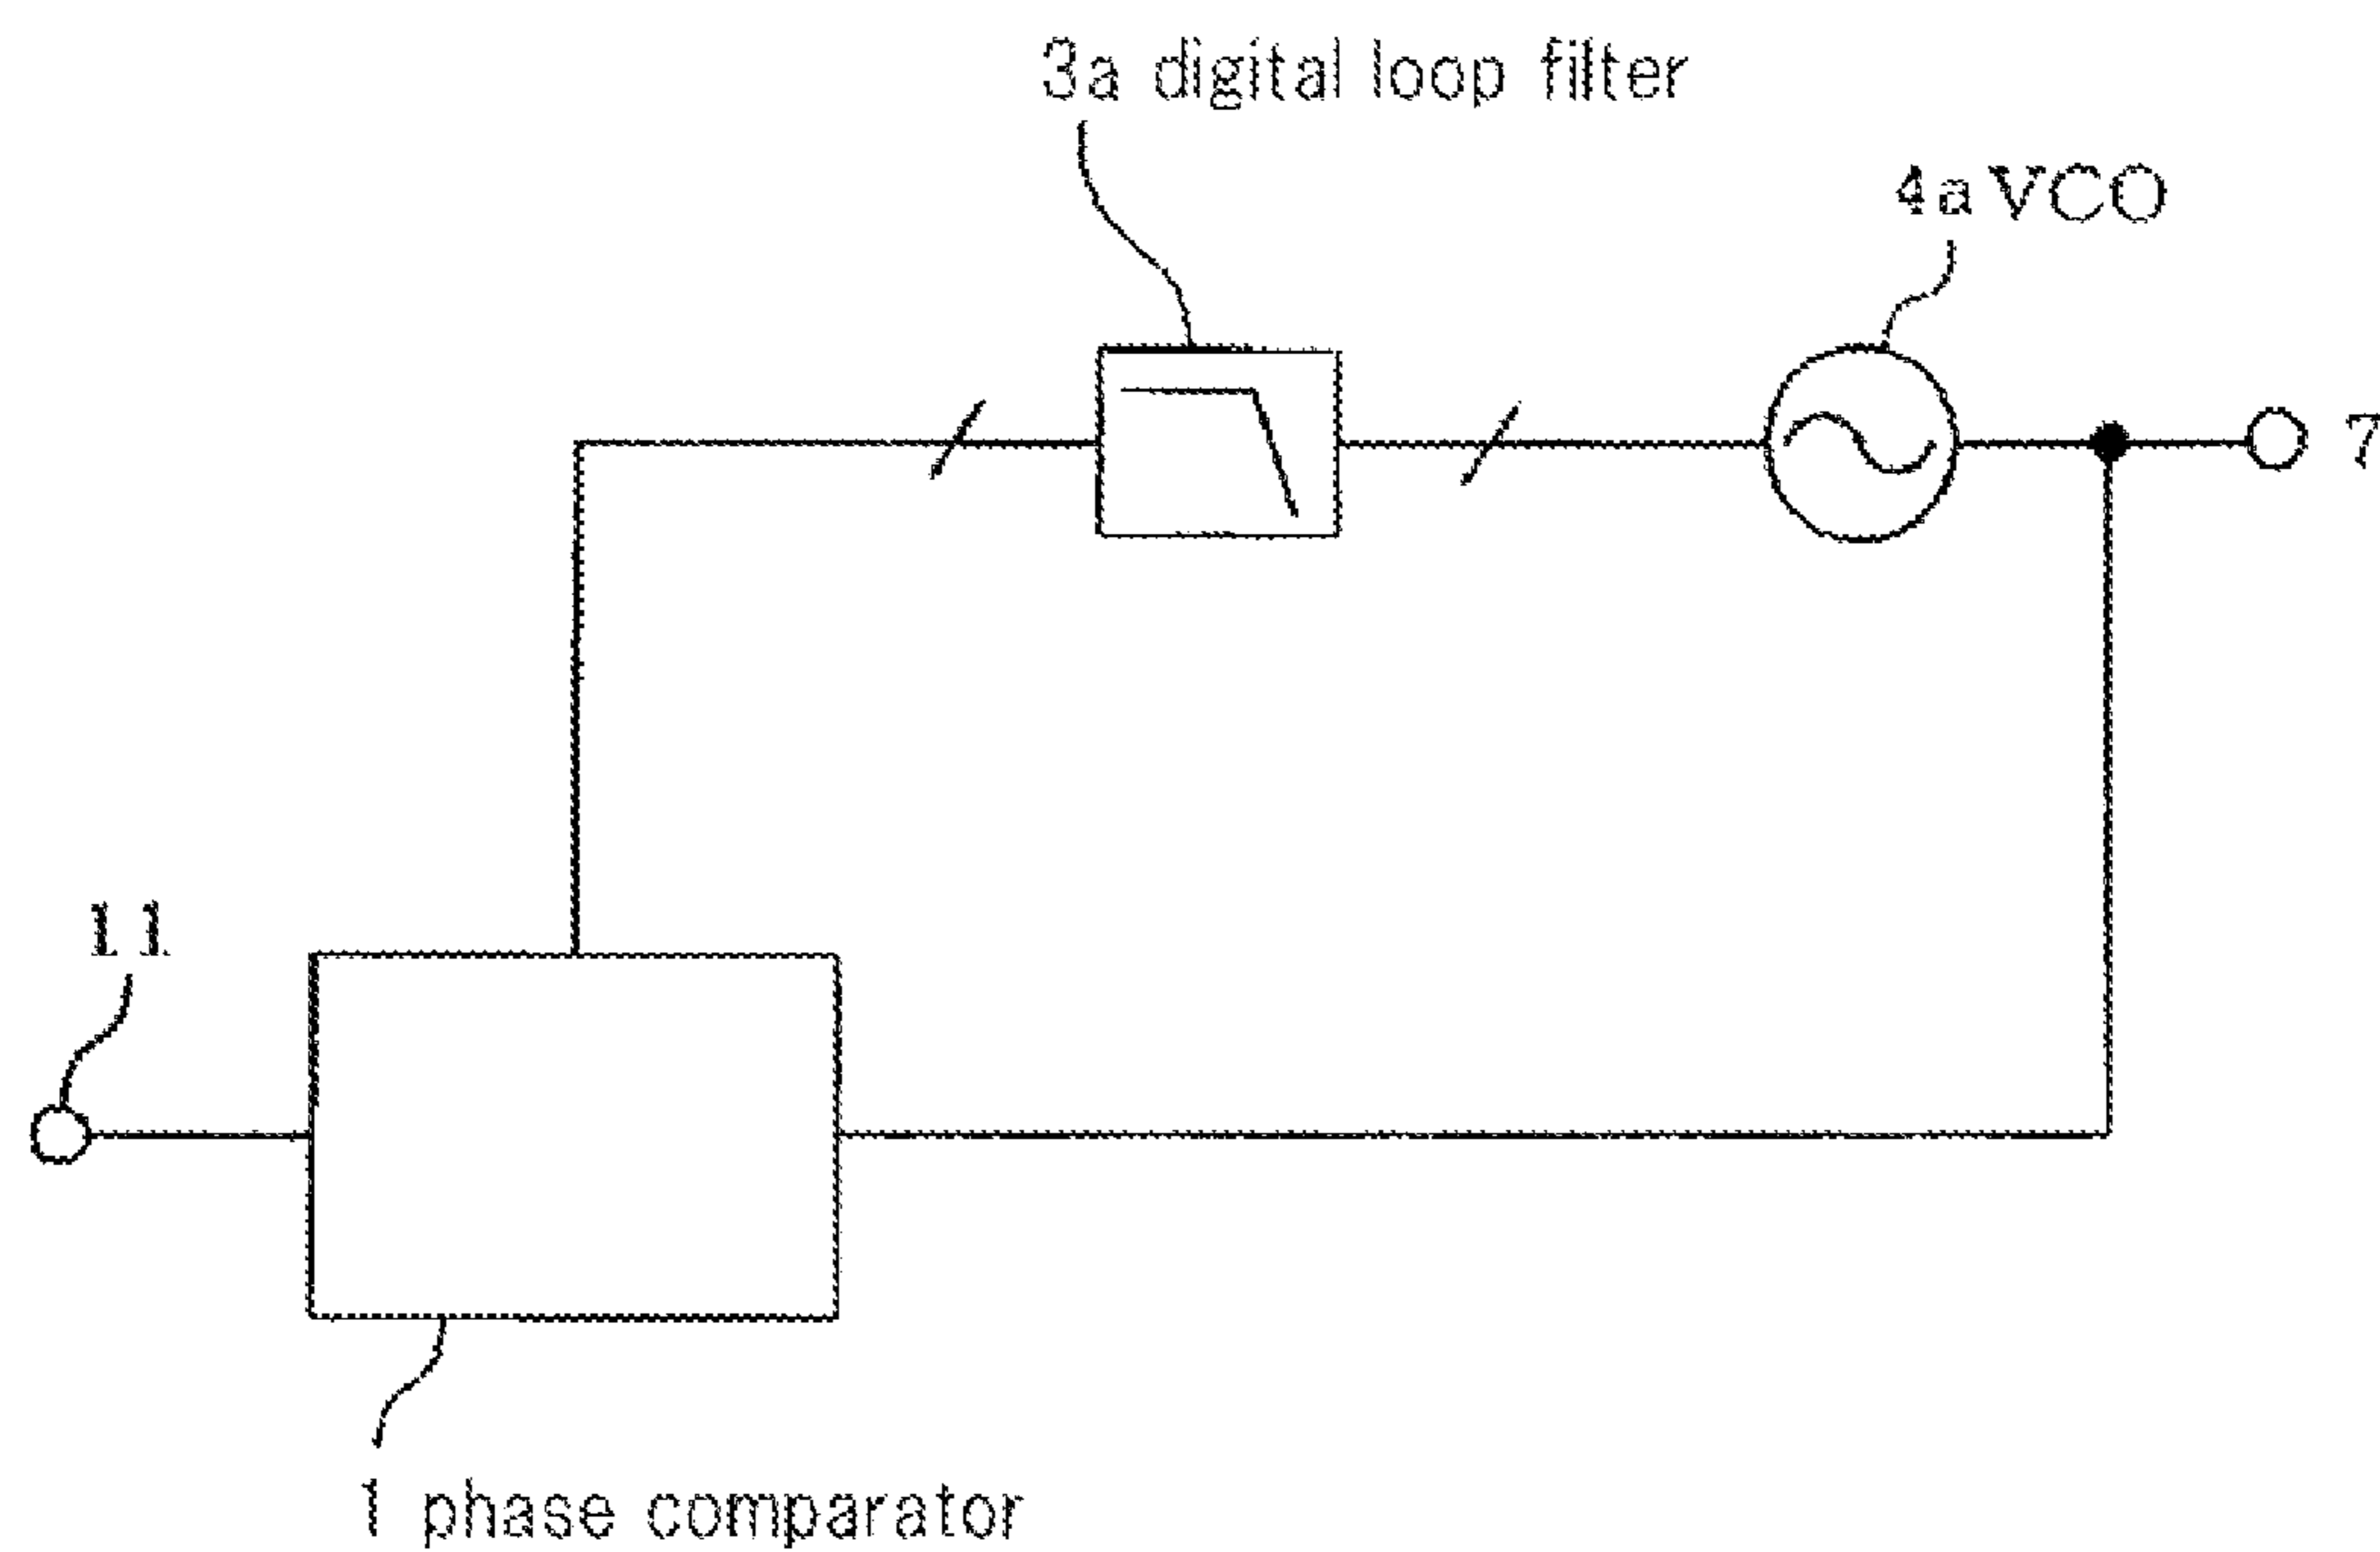 3a digital loop filter
4a VCO
7
11
1 phase comparator